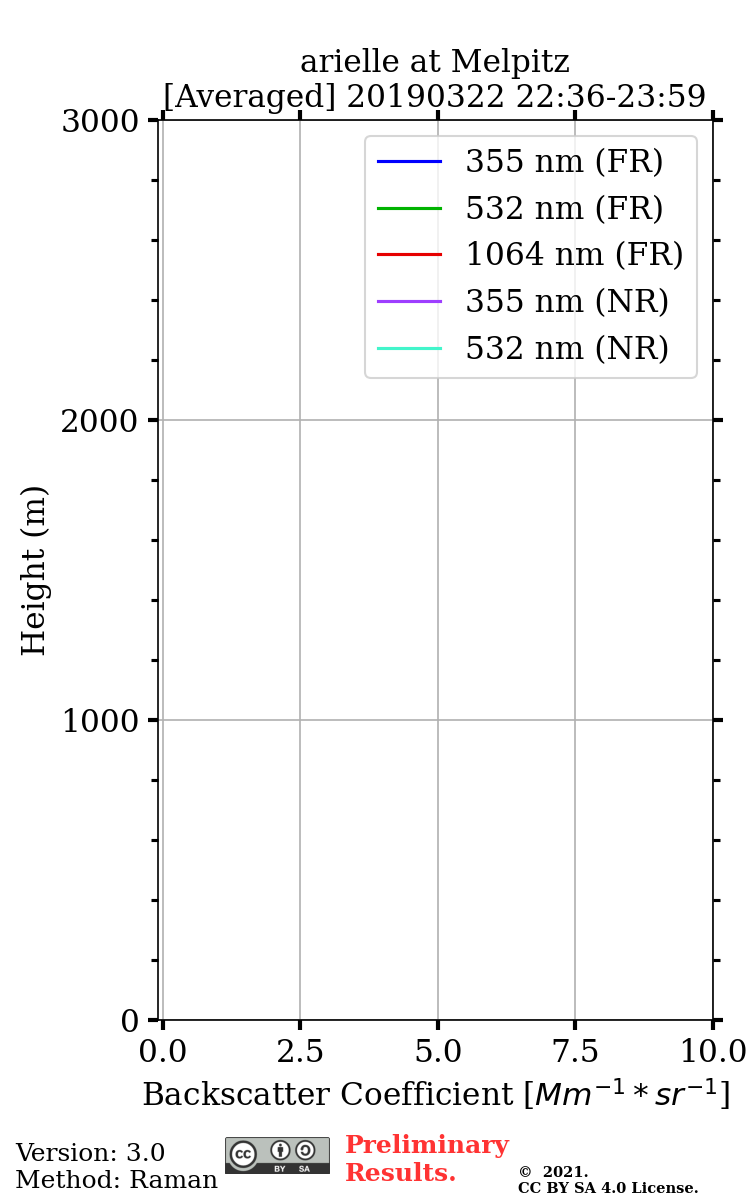 arielle at Melpitz
[Averaged] 20190322 22:36-23:59
3000
355 nm (FR)
532 nm (FR)
1064 nm (FR)
355 nm (NR)
532 nm (NR)
2000
Height (m)
1000
0
0.0 2.5 5.0 7.5 10.0
Backscatter Coefficient [Mm⁻¹ * sr⁻¹]
Version: 3.0
Method: Raman
cc BY SA
Preliminary
Results.
© 2021.
CC BY SA 4.0 License.